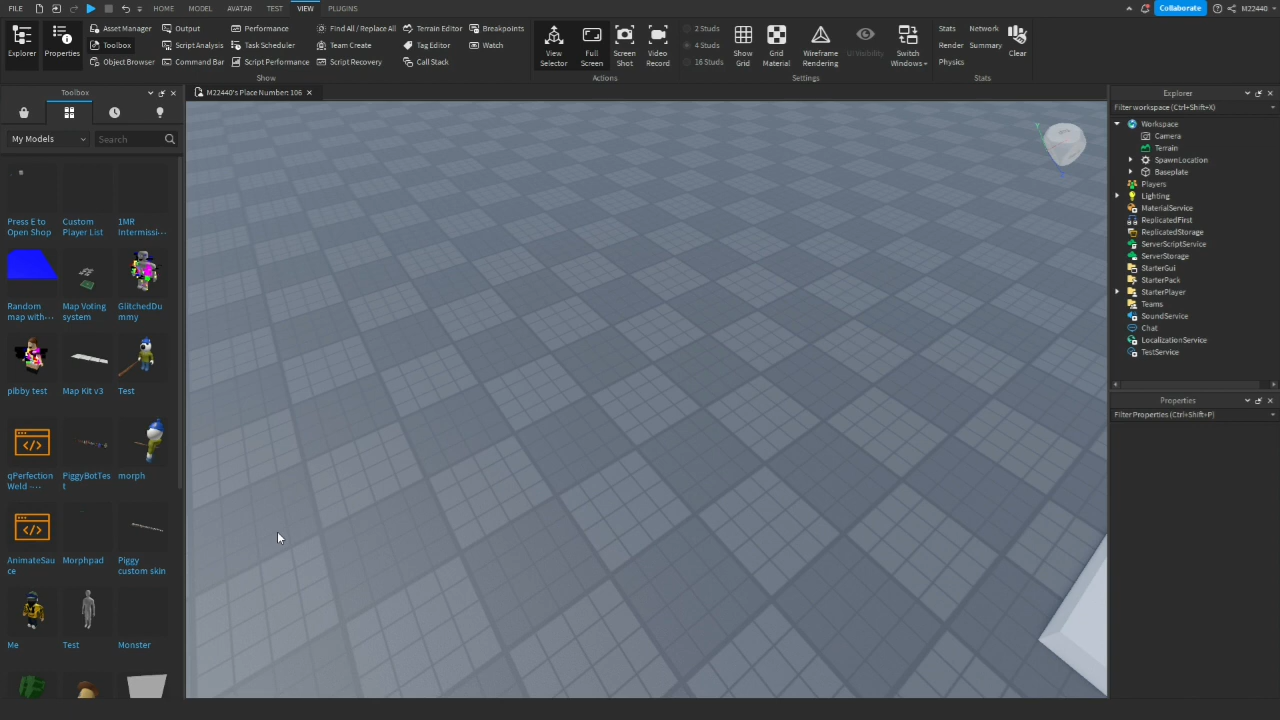 FILE HOME MODEL AVATAR TEST VIEW PLUGINS Collaborate M22440
Explorer Properties
Asset Manager Output Performance Find All / Replace All Terrain Editor Breakpoints
Toolbox Script Analysis Task Scheduler Team Create Tag Editor Watch
Object Browser Command Bar Script Performance Script Recovery Call Stack
Show
View Selector
Full Screen
Screen Shot
Video Record
Actions
2 Studs
4 Studs
16 Studs
Show Grid
Grid Material
Wireframe Rendering
UI Visibility
Switch Windows
Settings
Stats Network
Render Summary
Physics
Clear
Stats
Toolbox
My Models
Search
Press E to Open Shop
Custom Player List
1MR Intermissi...
Random map with...
Map Voting system
GlitchedDummy
pibby test
Map Kit v3
Test
qPerfection Weld -...
PiggyBotTest
morph
AnimateSauce
Morphpad
Piggy custom skin
Me
Test
Monster
M22440's Place Number: 106
Y
Explorer
Filter workspace (Ctrl+Shift+X)
Workspace
Camera
Terrain
SpawnLocation
Baseplate
Players
Lighting
MaterialService
ReplicatedFirst
ReplicatedStorage
ServerScriptService
ServerStorage
StarterGui
StarterPack
StarterPlayer
Teams
SoundService
Chat
LocalizationService
TestService
Properties
Filter Properties (Ctrl+Shift+P)